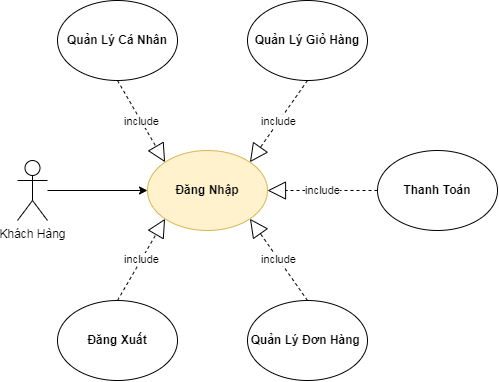 Quản Lý Cá Nhân
Quản Lý Giỏ Hàng
include
include
Đăng Nhập
include
Thanh Toán
Khách Hàng
include
include
Đăng Xuất
Quản Lý Đơn Hàng